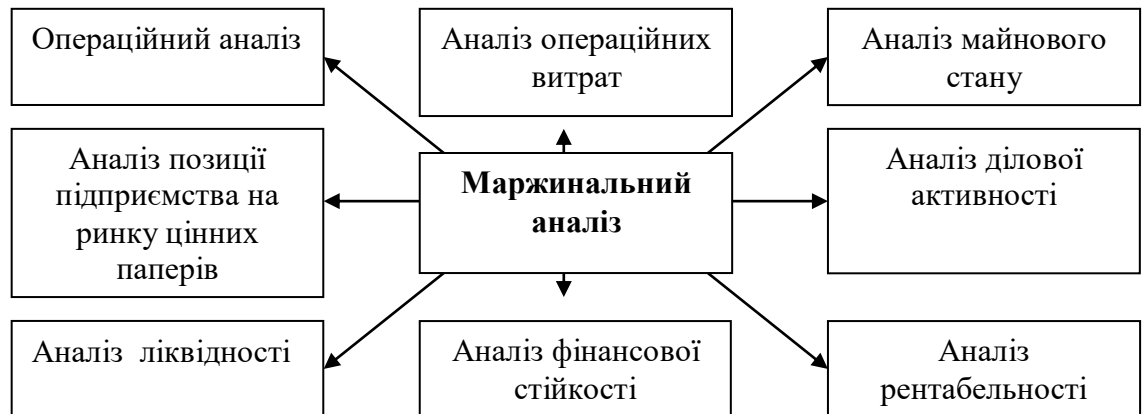 Операційний аналіз
Аналіз операційних
витрат
Аналіз майнового
стану
Аналіз позиції
підприємства на
ринку цінних
паперів
Маржинальний
аналіз
Аналіз ділової
активності
Аналіз ліквідності
Аналіз фінансової
стійкості
Аналіз
рентабельності